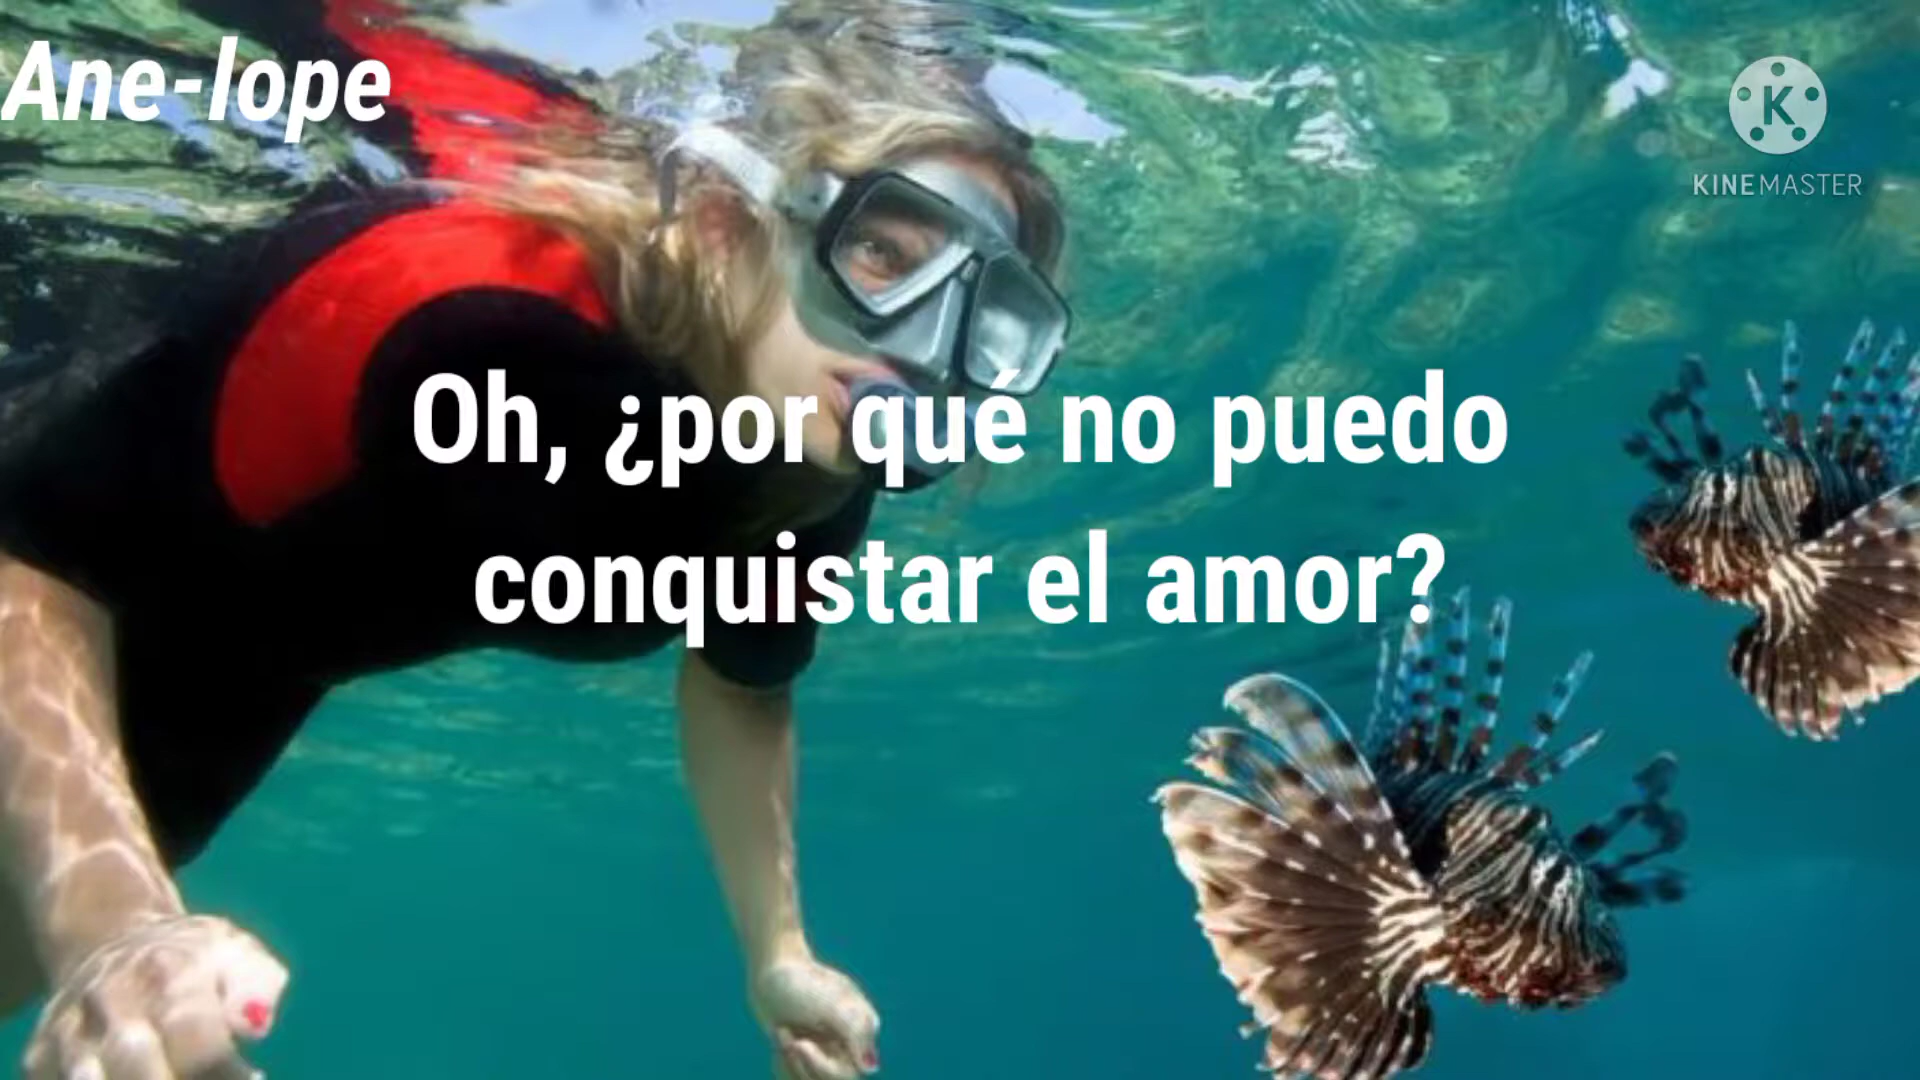 Ane-lope
K
KINEMASTER
Oh, ¿por qué no puedo
conquistar el amor?